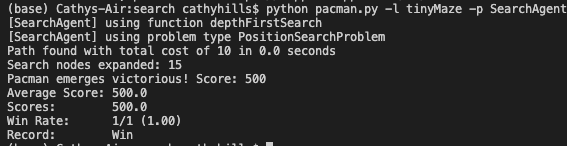 (base) Cathys-Air:search cathyhills$ python pacman.py -l tinyMaze -p SearchAgent
[SearchAgent] using function depthFirstSearch
[SearchAgent] using problem type PositionSearchProblem
Path found with total cost of 10 in 0.0 seconds
Search nodes expanded: 15
Pacman emerges victorious! Score: 500
Average Score: 500.0
Scores:        500.0
Win Rate:      1/1 (1.00)
Record:        Win